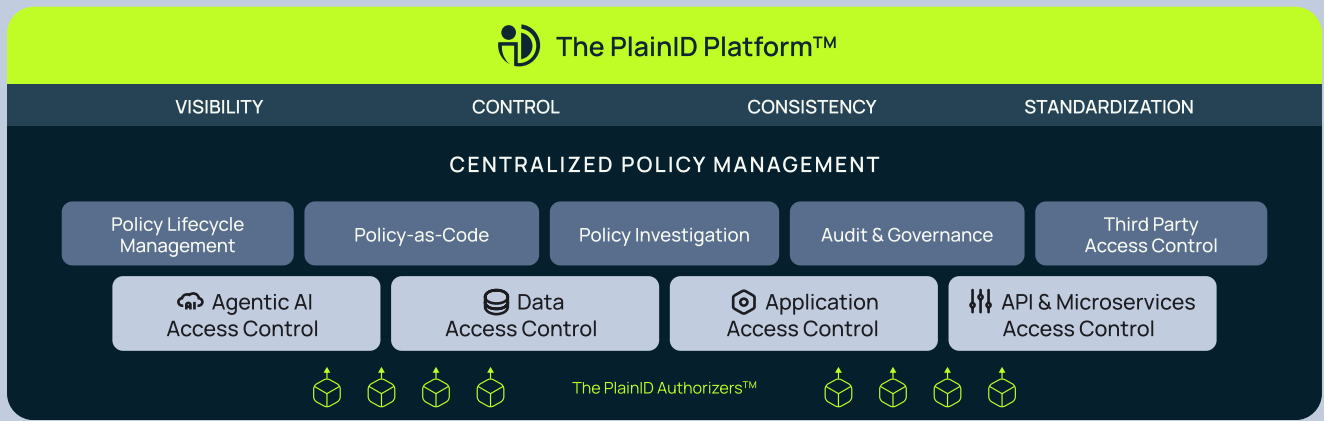 The PlainID Platform™
VISIBILITY CONTROL CONSISTENCY STANDARDIZATION
CENTRALIZED POLICY MANAGEMENT
Policy Lifecycle
Management
Policy-as-Code
Policy Investigation
Audit & Governance
Third Party
Access Control
Agentic AI
Access Control
Data
Access Control
Application
Access Control
API & Microservices
Access Control
The PlainID Authorizers™